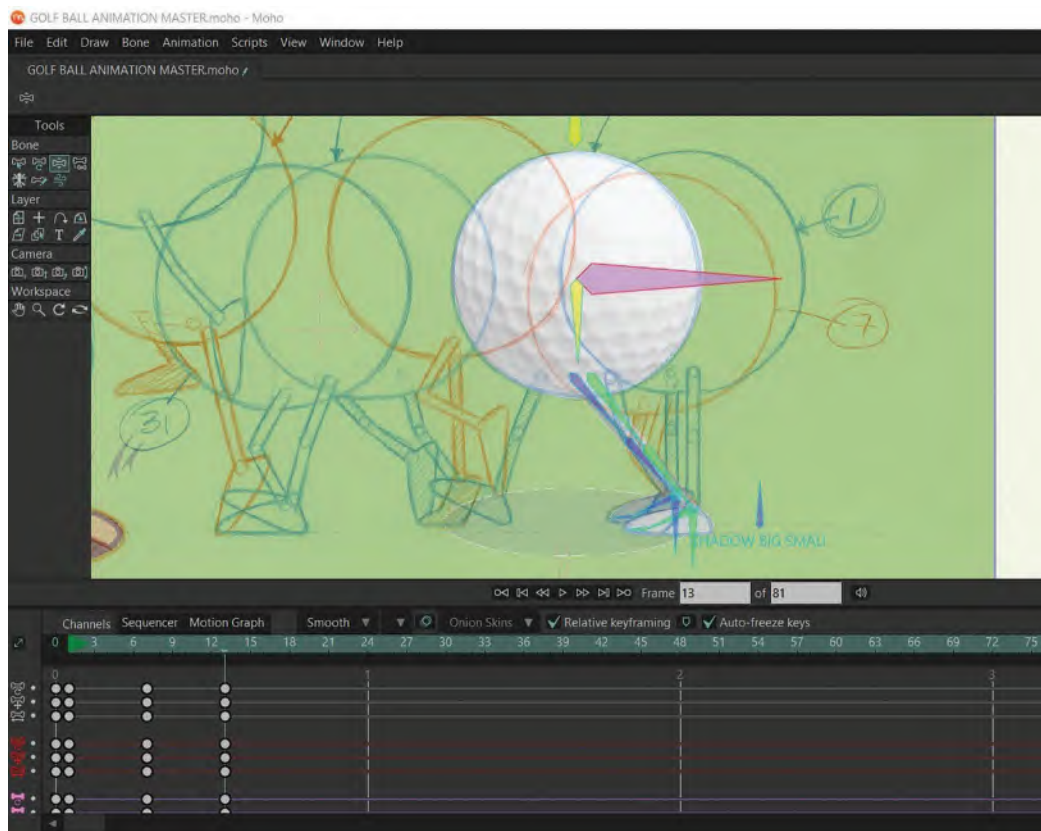 GOLF BALL ANIMATION MASTER.moho - Moho
File Edit Draw Bone Animation Scripts View Window Help
GOLF BALL ANIMATION MASTER.moho
Tools
Bone
Layer
T
Camera
Workspace
1
7
31
SHADOW BIG SMALL
Frame 13 of 81
Channels Sequencer Motion Graph Smooth Onion Skins Relative keyframing Auto-freeze keys
0 3 6 9 12 15 18 21 24 27 30 33 36 39 42 45 48 51 54 57 60 63 66 69 72 75
0 1 2 3